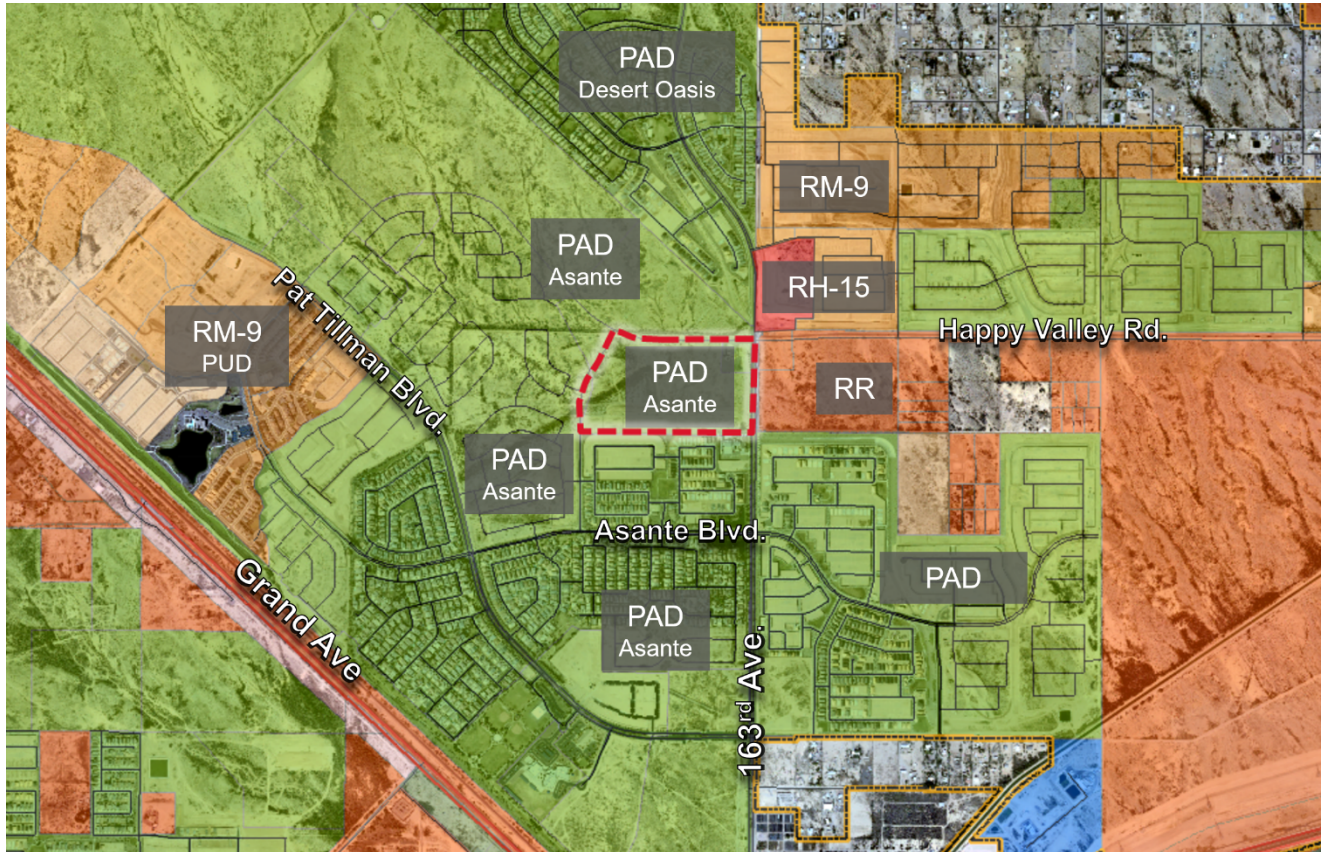 PAD
Desert Oasis
RM-9
PAD
Asante
RH-15
Pat Tillman Blvd.
RM-9
PUD
Happy Valley Rd.
PAD
Asante
RR
PAD
Asante
Asante Blvd.
PAD
Grand Ave
PAD
Asante
163rd Ave.